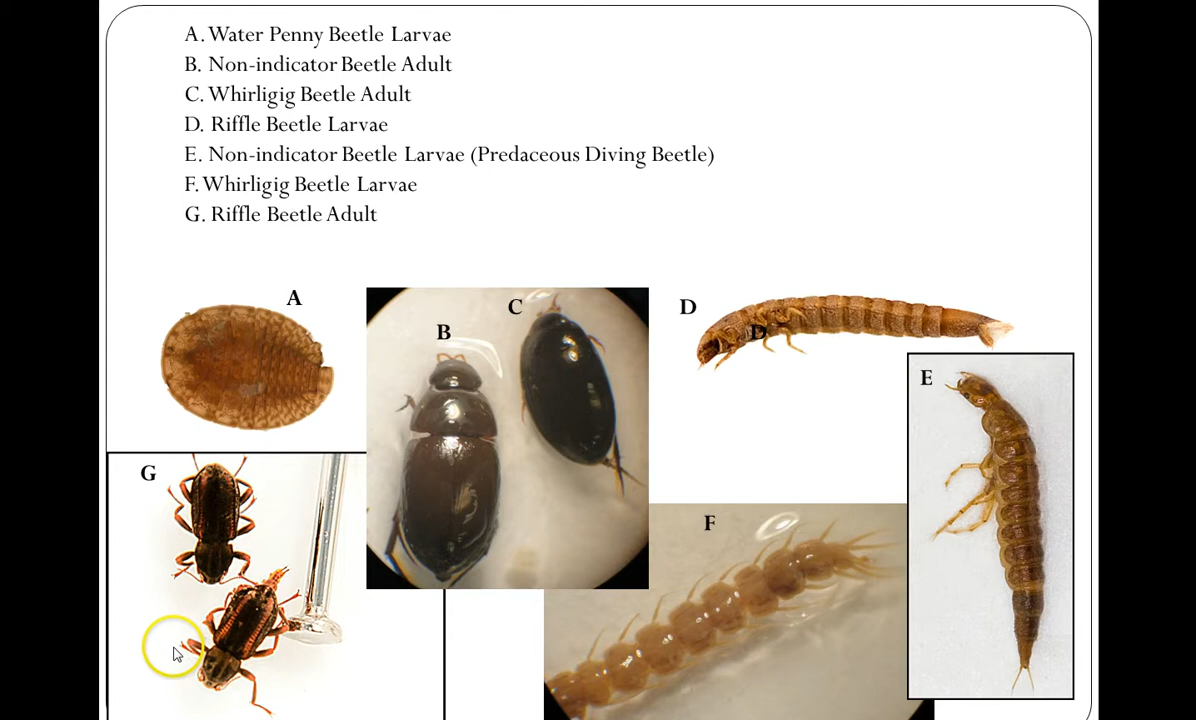 A. Water Penny Beetle Larvae
B. Non-indicator Beetle Adult
C. Whirligig Beetle Adult
D. Riffle Beetle Larvae
E. Non-indicator Beetle Larvae (Predaceous Diving Beetle)
F. Whirligig Beetle Larvae
G. Riffle Beetle Adult
A
B
C
D
D
E
G
F